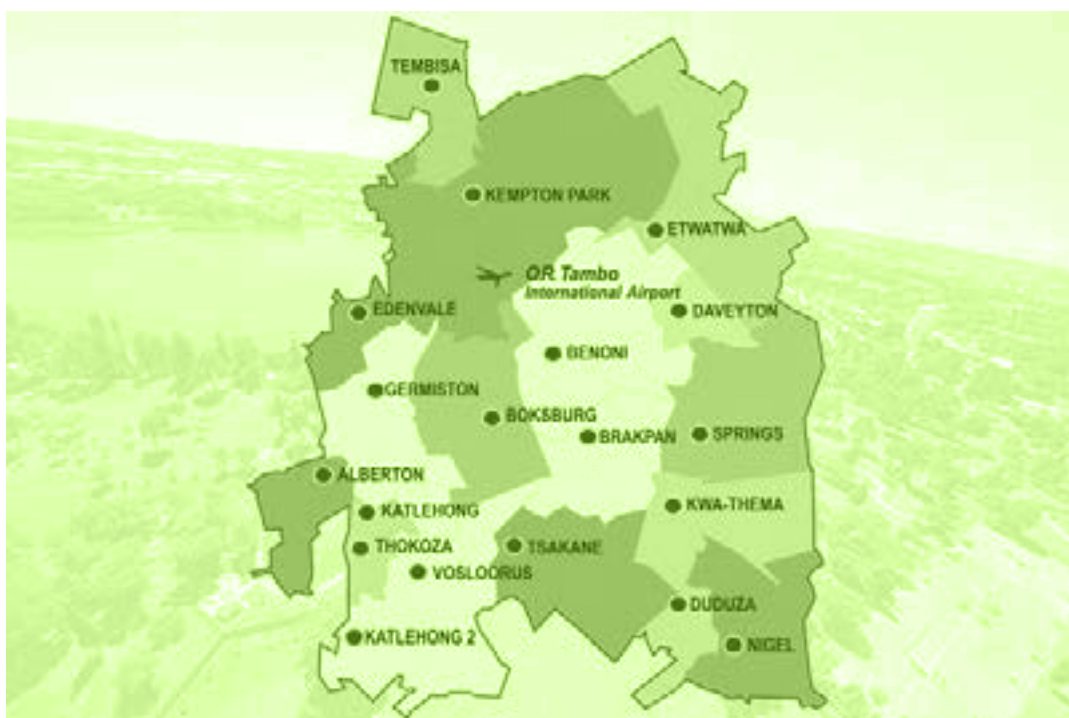 TEMBISA
KEMPTON PARK
ETWATWA
OR Tambo
International Airport
EDENVALE
DAVEYTON
BENONI
GERMISTON
BOKSBURG
BRAKPAN
SPRINGS
ALBERTON
KATLEHONG
KWA-THEMA
THOKOZA
TSAKANE
VOSLOORUS
DUDUZA
KATLEHONG 2
NIGEL